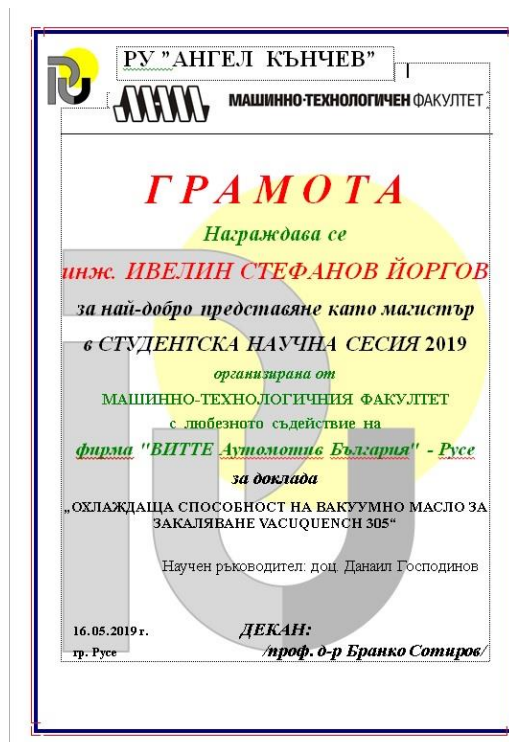 РУ "АНГЕЛ КЪНЧЕВ"
МАШИННО-ТЕХНОЛОГИЧЕН ФАКУЛТЕТ
ГРАМОТА
Награждава се
инж. ИВЕЛИН СТЕФАНОВ ЙОРГОВ
за най-добро представяне като магистър
в СТУДЕНТСКА НАУЧНА СЕСИЯ 2019
организирана от
МАШИННО-ТЕХНОЛОГИЧНИЯ ФАКУЛТЕТ
с любезното съдействие на
фирма "ВИТТЕ Аутомотив България" - Русе
за доклада
„ОХЛАЖДАЩА СПОСОБНОСТ НА ВАКУУМНО МАСЛО ЗА
ЗАКАЛЯВАНЕ VACUQUENCH 305“
Научен ръководител: доц. Данаил Господинов
16.05.2019 г. ДЕКАН:
гр. Русе /проф. д-р Бранко Сотиров/